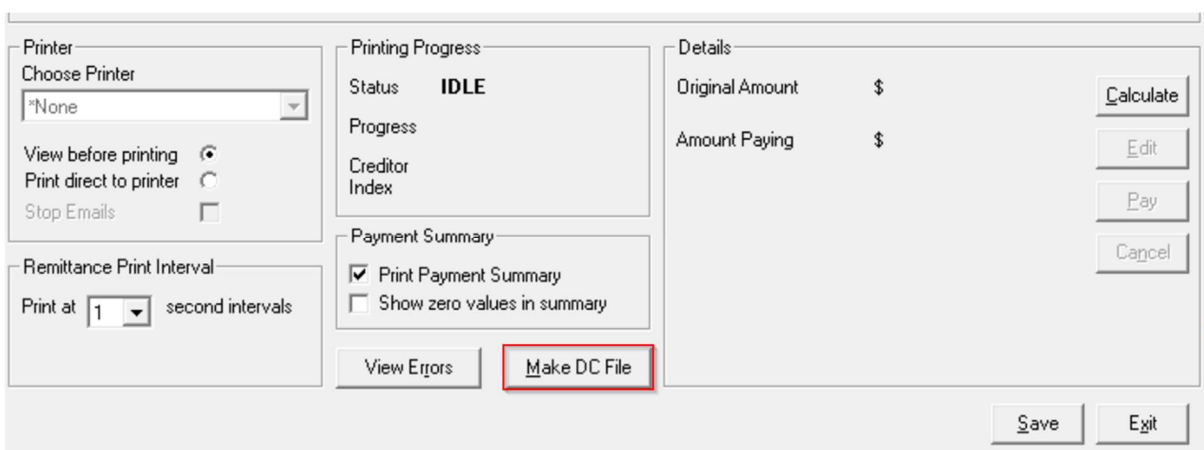 Printer
Choose Printer
*None
View before printing
Print direct to printer
Stop Emails
Remittance Print Interval
Print at 1 second intervals
Printing Progress
Status IDLE
Progress
Creditor
Index
Payment Summary
Print Payment Summary
Show zero values in summary
View Errors
Make DC File
Details
Original Amount $
Amount Paying $
Calculate
Edit
Pay
Cancel
Save
Exit